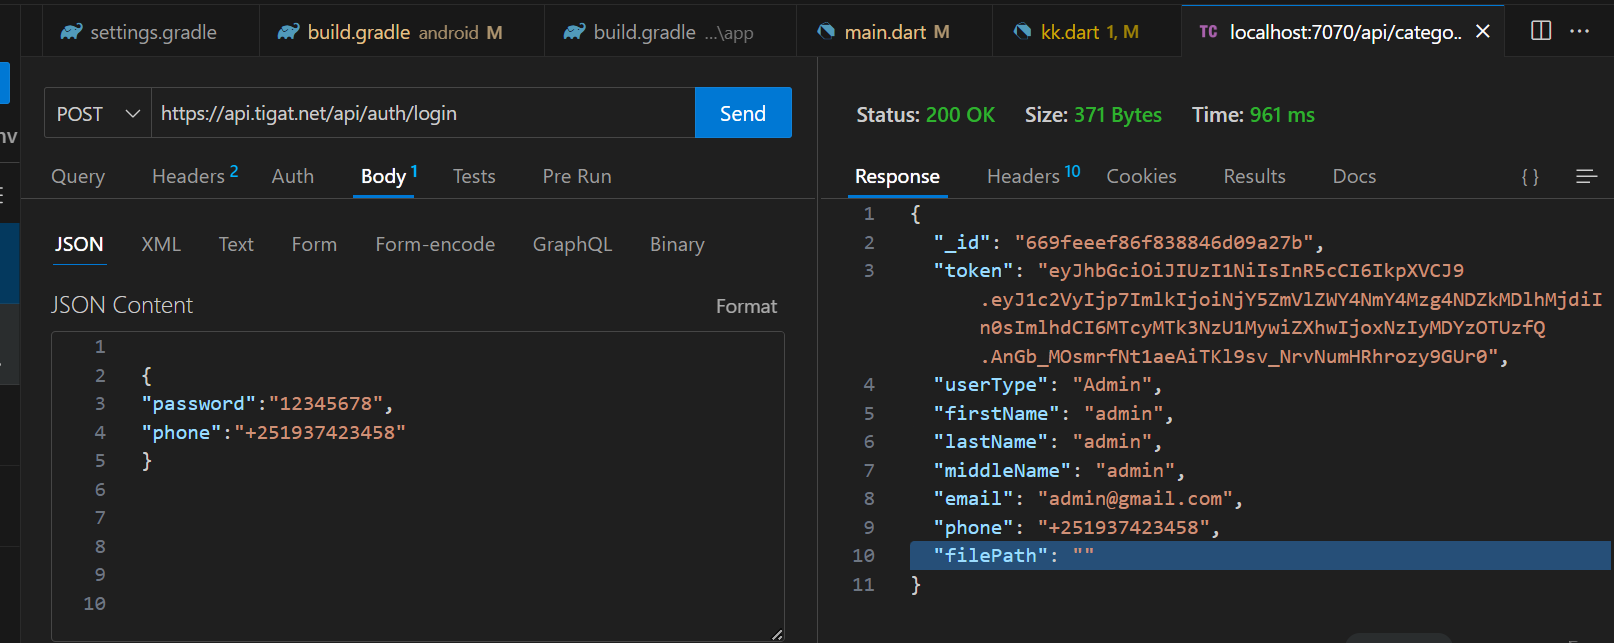 settings.gradle
build.gradle android M
build.gradle ...\app
main.dart M
kk.dart 1, M
TC localhost:7070/api/catego..
POST
https://api.tigat.net/api/auth/login
Send
Query
Headers 2
Auth
Body 1
Tests
Pre Run
JSON
XML
Text
Form
Form-encode
GraphQL
Binary
JSON Content
Format
1
2 {
3 "password":"12345678",
4 "phone":"+251937423458"
5 }
6
7
8
9
10
Status: 200 OK Size: 371 Bytes Time: 961 ms
Response
Headers 10
Cookies
Results
Docs
{ }
1 {
2 "_id": "669feeef86f838846d09a27b",
3 "token": "eyJhbGciOiJIUzI1NiIsInR5cCI6IkpXVCJ9
.eyJ1c2VyIjp7ImlkIjoiNjY5ZmVlZWY4NmY4Mzg4NDZkMDlhMjdiI
n0sImlhdCI6MTcyMTk3NzU1MywiZXhwIjoxNzIyMDYzOTUzfQ
.AnGb_MOsmrfNt1aeAiTKl9sv_NrvNumHRhrozy9GUr0",
4 "userType": "Admin",
5 "firstName": "admin",
6 "lastName": "admin",
7 "middleName": "admin",
8 "email": "admin@gmail.com",
9 "phone": "+251937423458",
10 "filePath": ""
11 }